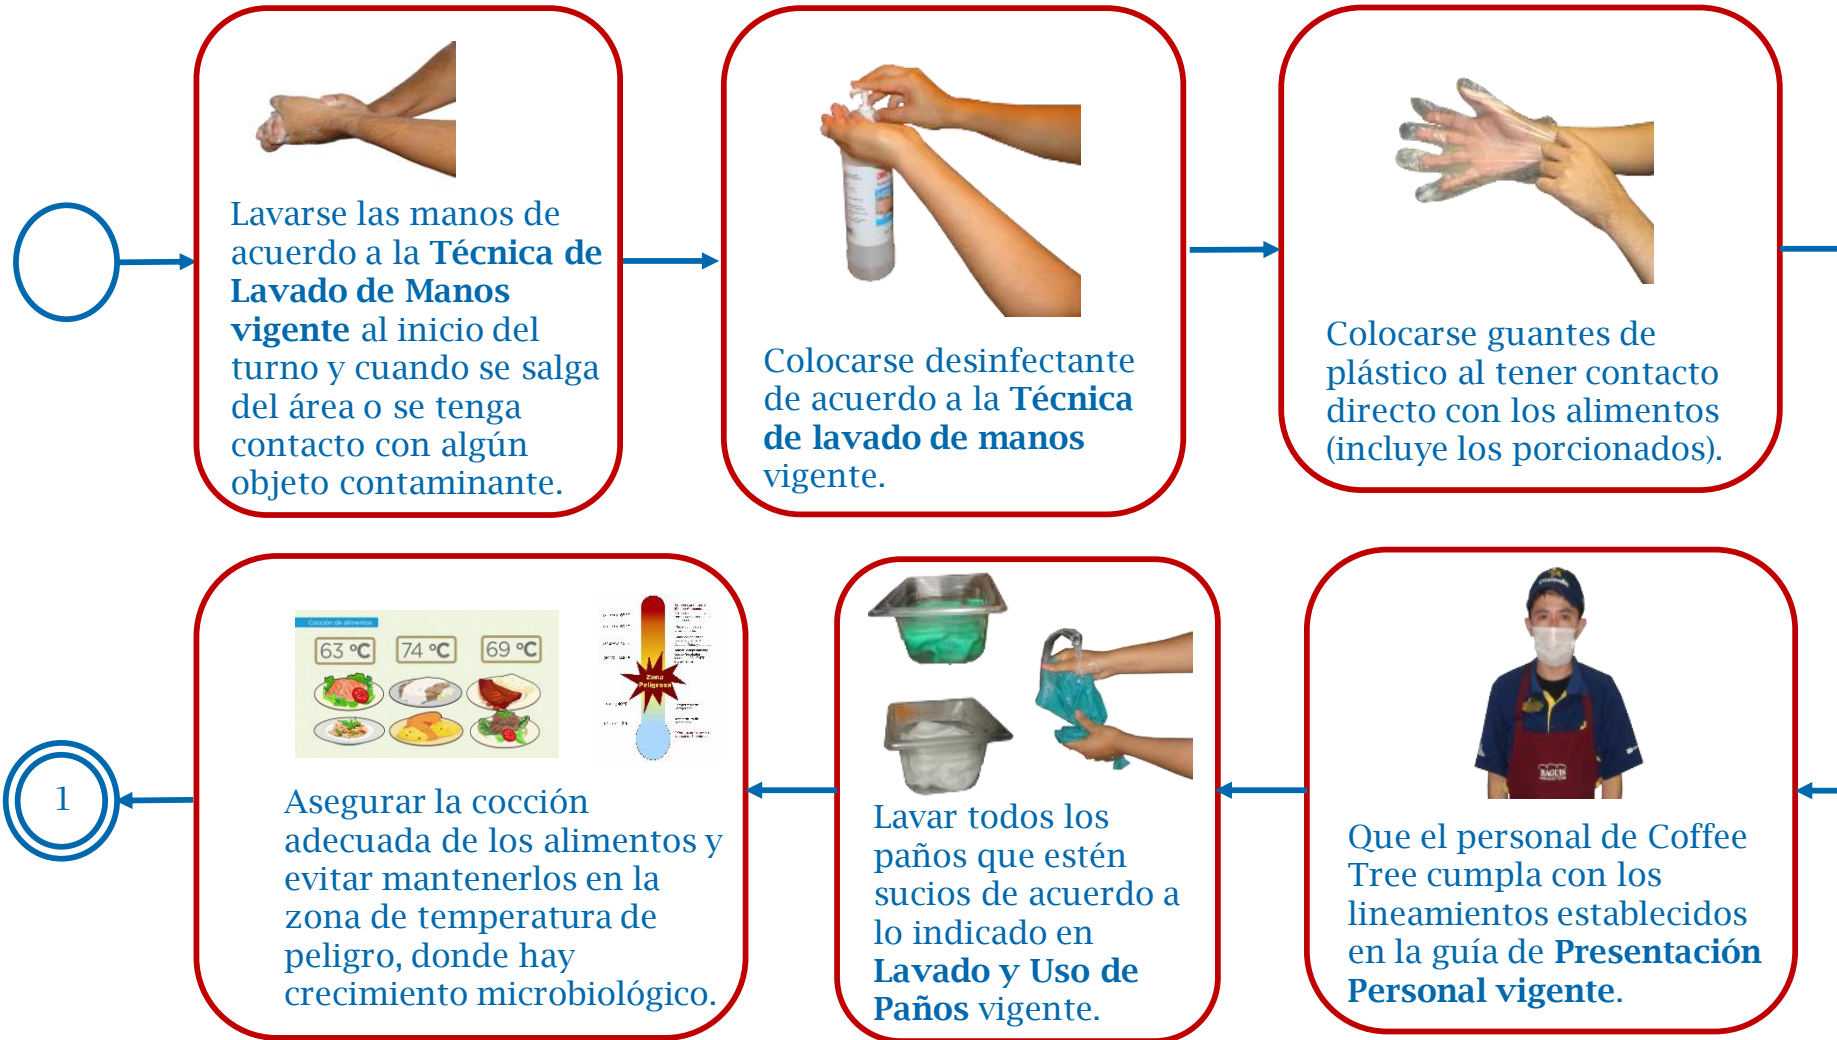 Lavarse las manos de
acuerdo a la Técnica de
Lavado de Manos
vigente al inicio del
turno y cuando se salga
del área o se tenga
contacto con algún
objeto contaminante.
Colocarse desinfectante
de acuerdo a la Técnica
de lavado de manos
vigente.
Colocarse guantes de
plástico al tener contacto
directo con los alimentos
(incluye los porcionados).
Que el personal de Coffee
Tree cumpla con los
lineamientos establecidos
en la guía de Presentación
Personal vigente.
Lavar todos los
paños que estén
sucios de acuerdo a
lo indicado en
Lavado y Uso de
Paños vigente.
Cocción de alimentos
63 °C 74 °C 69 °C
Zona
Peligrosa
Asegurar la cocción
adecuada de los alimentos y
evitar mantenerlos en la
zona de temperatura de
peligro, donde hay
crecimiento microbiológico.
1